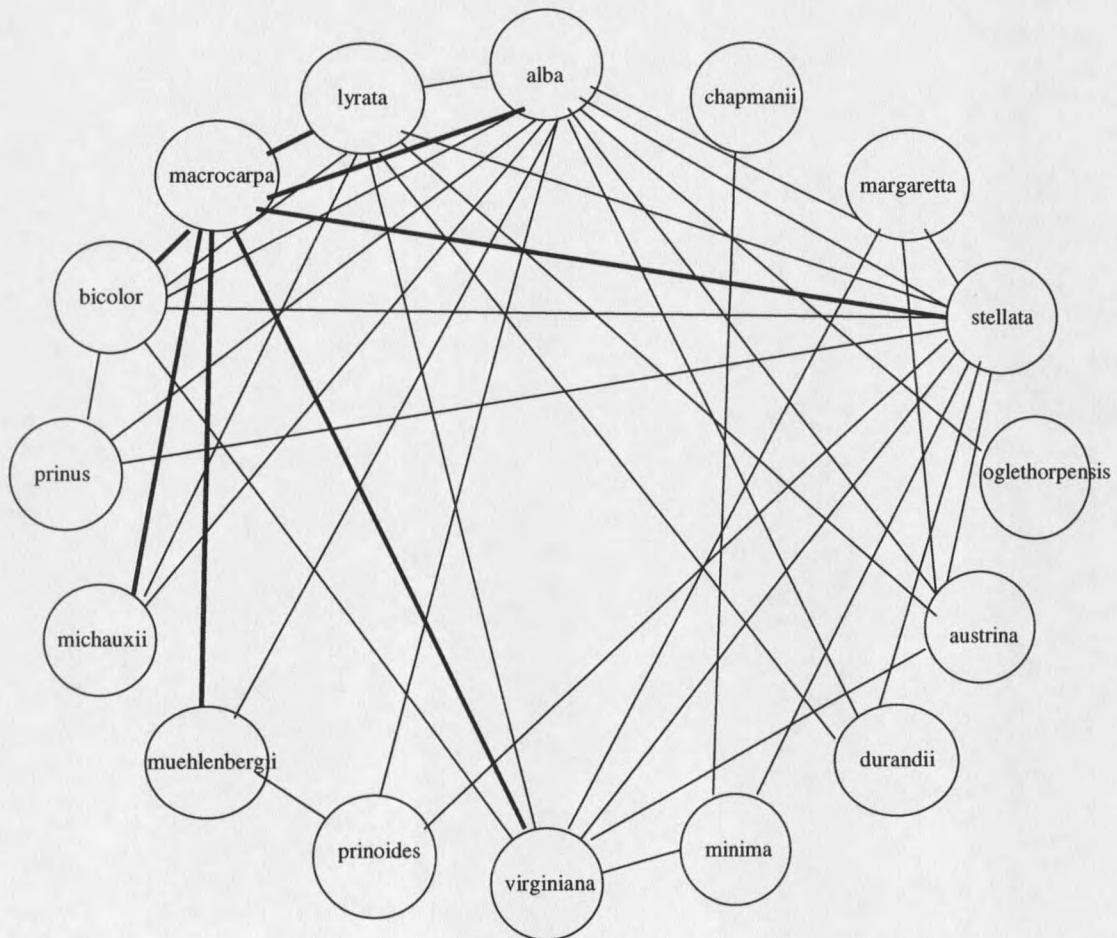 alba
lyrata
chapmanii
macrocarpa
margaretta
bicolor
stellata
prinus
oglethorpensis
michauxii
austrina
muehlenbergii
durandii
prinoides
minima
virginiana